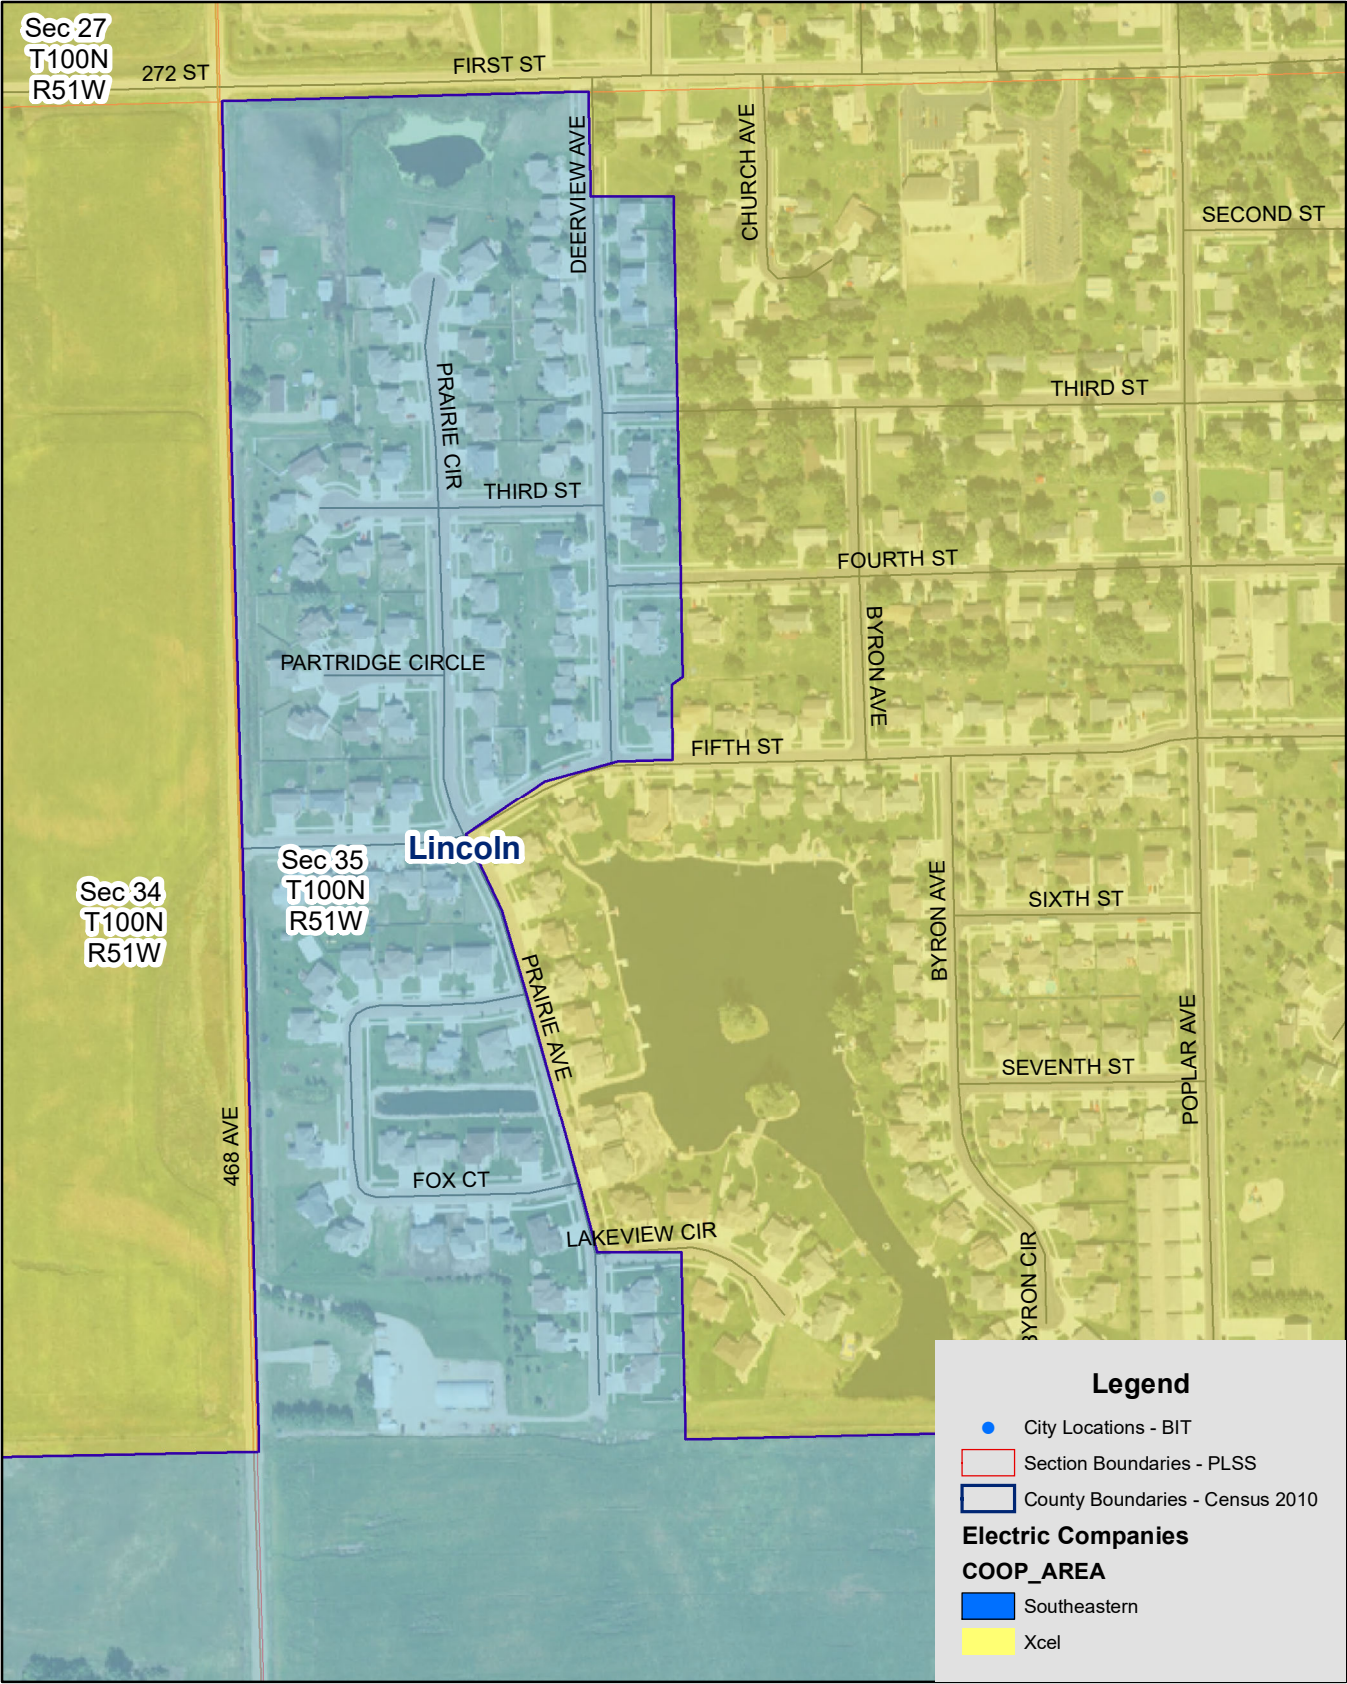 Sec 27
T100N
R51W
272 ST
FIRST ST
DEERVIEW AVE
CHURCH AVE
SECOND ST
PRAIRIE CIR
THIRD ST
THIRD ST
FOURTH ST
BYRON AVE
PARTRIDGE CIRCLE
FIFTH ST
Lincoln
Sec 35
T100N
R51W
Sec 34
T100N
R51W
BYRON AVE
SIXTH ST
PRAIRIE AVE
SEVENTH ST
POPLAR AVE
468 AVE
FOX CT
LAKEVIEW CIR
BYRON CIR
Legend
City Locations - BIT
Section Boundaries - PLSS
County Boundaries - Census 2010
Electric Companies
COOP_AREA
Southeastern
Xcel